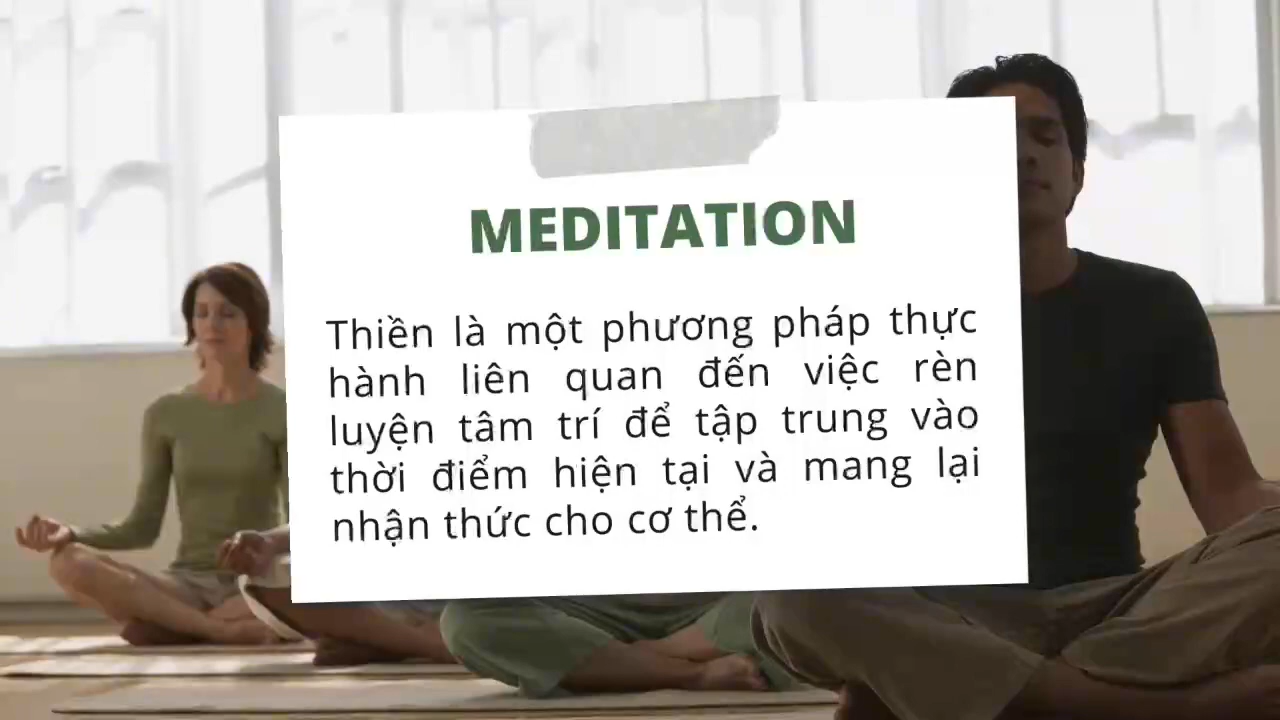 MEDITATION
Thiền là một phương pháp thực
hành liên quan đến việc rèn
luyện tâm trí để tập trung vào
thời điểm hiện tại và mang lại
nhận thức cho cơ thể.